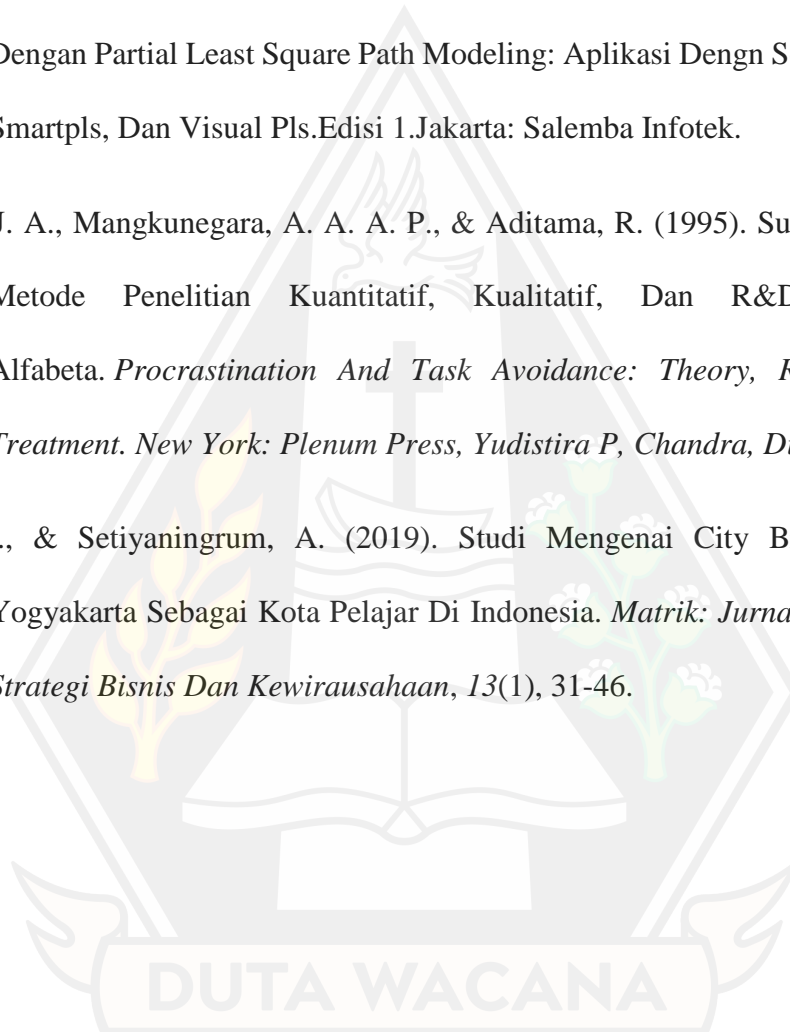 Dengan Partial Least Square Path Modeling: Aplikasi Dengn S
Smartpls, Dan Visual Pls.Edisi 1.Jakarta: Salemba Infotek.
J. A., Mangkunegara, A. A. A. P., & Aditama, R. (1995). Su
Metode Penelitian Kuantitatif, Kualitatif, Dan R&D
Alfabeta. Procrastination And Task Avoidance: Theory, R
Treatment. New York: Plenum Press, Yudistira P, Chandra, Di
., & Setiyaningrum, A. (2019). Studi Mengenai City B
Yogyakarta Sebagai Kota Pelajar Di Indonesia. Matrik: Jurna
Strategi Bisnis Dan Kewirausahaan, 13(1), 31-46.
DUTA WACANA